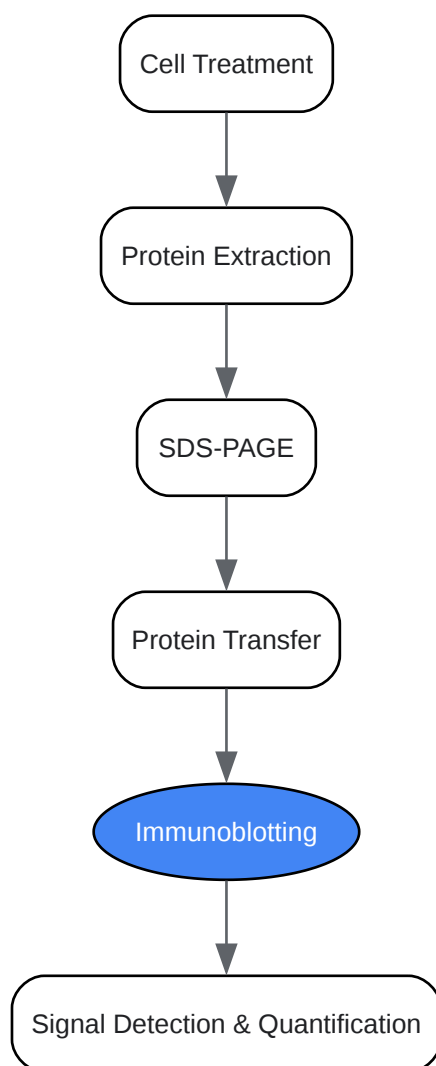 Cell Treatment
Protein Extraction
SDS-PAGE
Protein Transfer
Immunoblotting
Signal Detection & Quantification